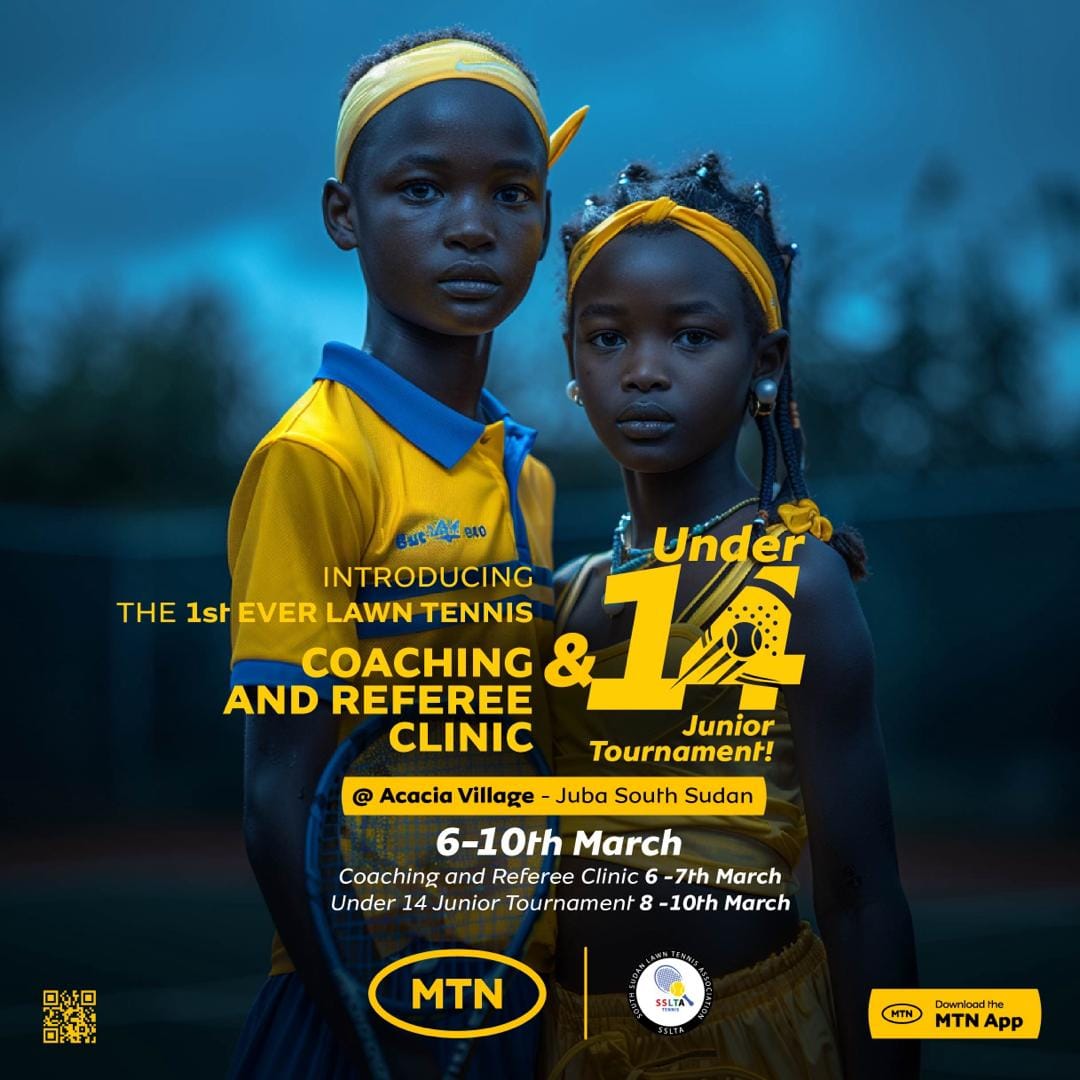 INTRODUCING
THE 1st EVER LAWN TENNIS
COACHING
AND REFEREE
CLINIC
&
Under
14
Junior
Tournament!
@ Acacia Village - Juba South Sudan
6-10th March
Coaching and Referee Clinic 6 -7th March
Under 14 Junior Tournament 8 -10th March
MTN
SOUTH SUDAN LAWN TENNIS ASSOCIATION
SSLTA
TENNIS
SSLTA
MTN
Download the
MTN App